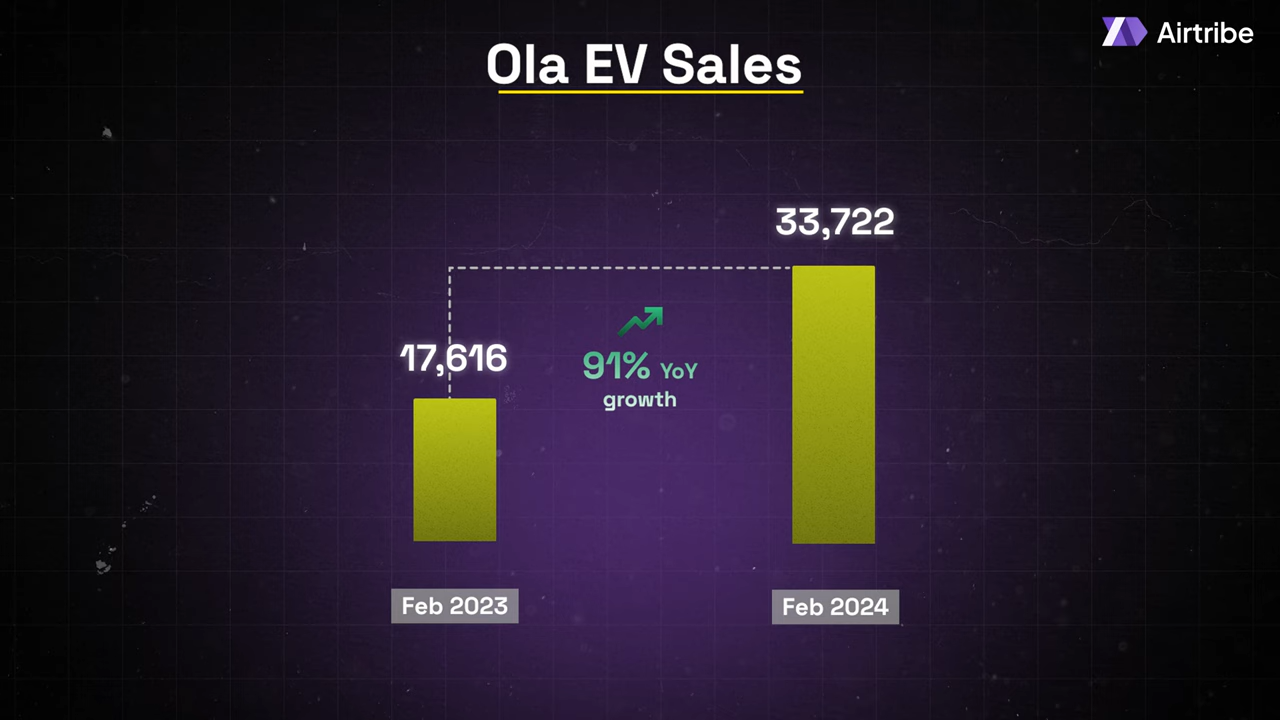 Airtribe
Ola EV Sales
33,722
17,616
91% YoY
growth
Feb 2023
Feb 2024